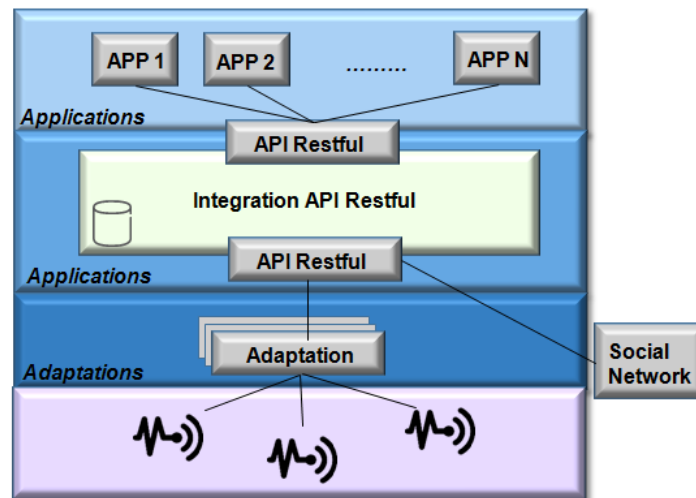 APP 1
APP 2
.........
APP N
Applications
API Restful
Integration API Restful
API Restful
Applications
Adaptation
Adaptations
Social
Network